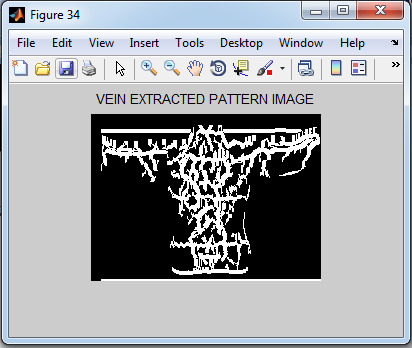 Figure 34
File Edit View Insert Tools Desktop Window Help
VEIN EXTRACTED PATTERN IMAGE